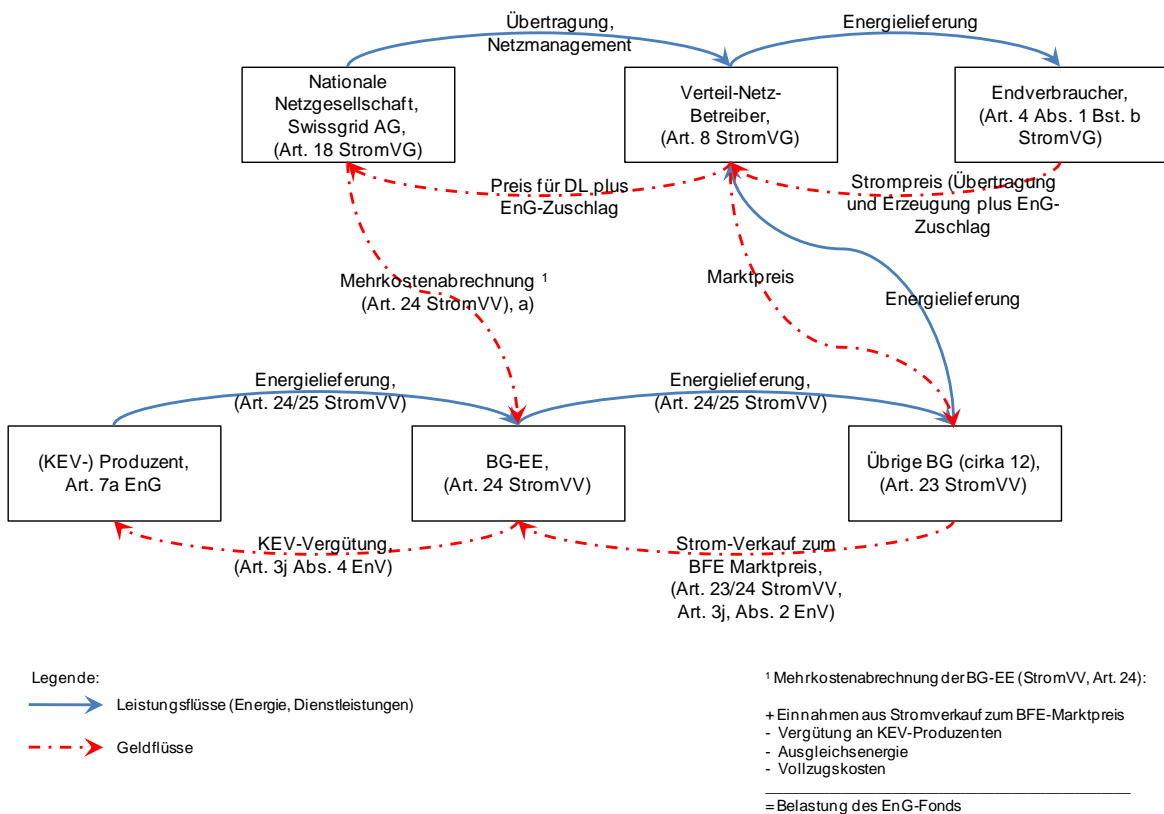 Übertragung,
Netzmanagement
Energielieferung
Nationale
Netzgesellschaft,
Swissgrid AG,
(Art. 18 StromVG)
Verteil-Netz-
Betreiber,
(Art. 8 StromVG)
Endverbraucher,
(Art. 4 Abs. 1 Bst. b
StromVG)
Preis für DL plus
EnG-Zuschlag
Strompreis (Übertragung
und Erzeugung plus EnG-
Zuschlag
Mehrkostenabrechnung ¹
(Art. 24 StromVV), a)
Marktpreis
Energielieferung
Energielieferung,
(Art. 24/25 StromVV)
Energielieferung,
(Art. 24/25 StromVV)
(KEV-) Produzent,
Art. 7a EnG
BG-EE,
(Art. 24 StromVV)
Übrige BG (cirka 12),
(Art. 23 StromVV)
KEV-Vergütung,
(Art. 3j Abs. 4 EnV)
Strom-Verkauf zum
BFE Marktpreis,
(Art. 23/24 StromVV,
Art. 3j, Abs. 2 EnV)
Legende:
Leistungsflüsse (Energie, Dienstleistungen)
Geldflüsse
¹ Mehrkostenabrechnung der BG-EE (StromVV, Art. 24):
+ Einnahmen aus Stromverkauf zum BFE-Marktpreis
- Vergütung an KEV-Produzenten
- Ausgleichsenergie
- Vollzugskosten
= Belastung des EnG-Fonds